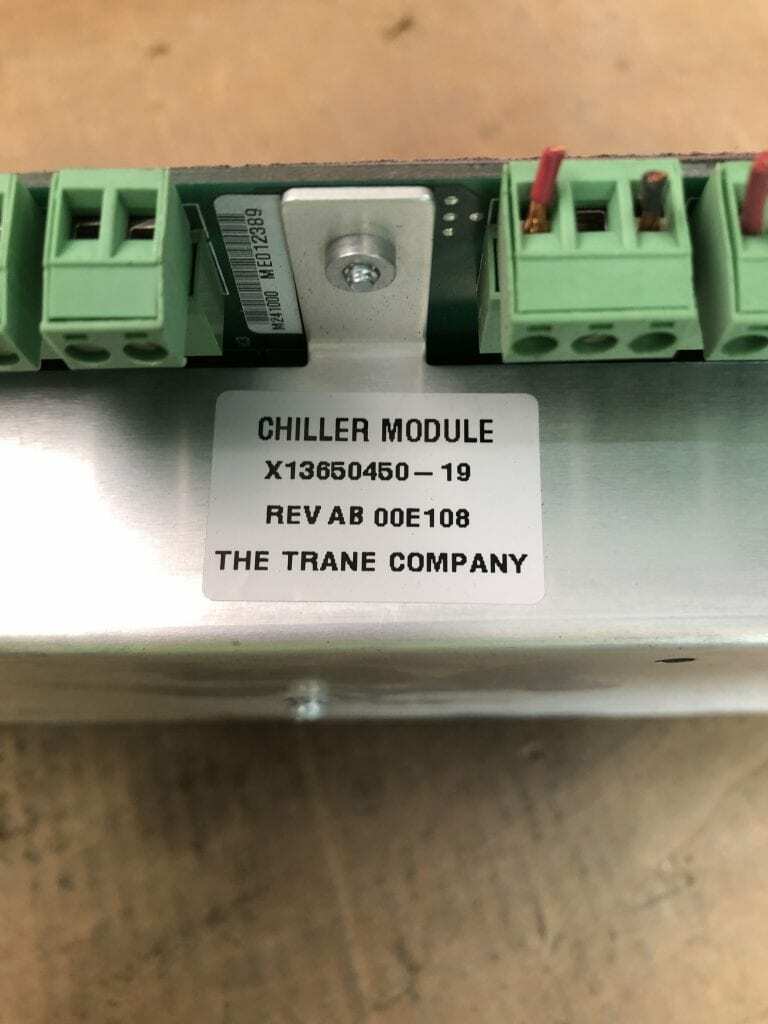 M241000 ME012389
CHILLER MODULE
X13650450-19
REV AB 00E108
THE TRANE COMPANY